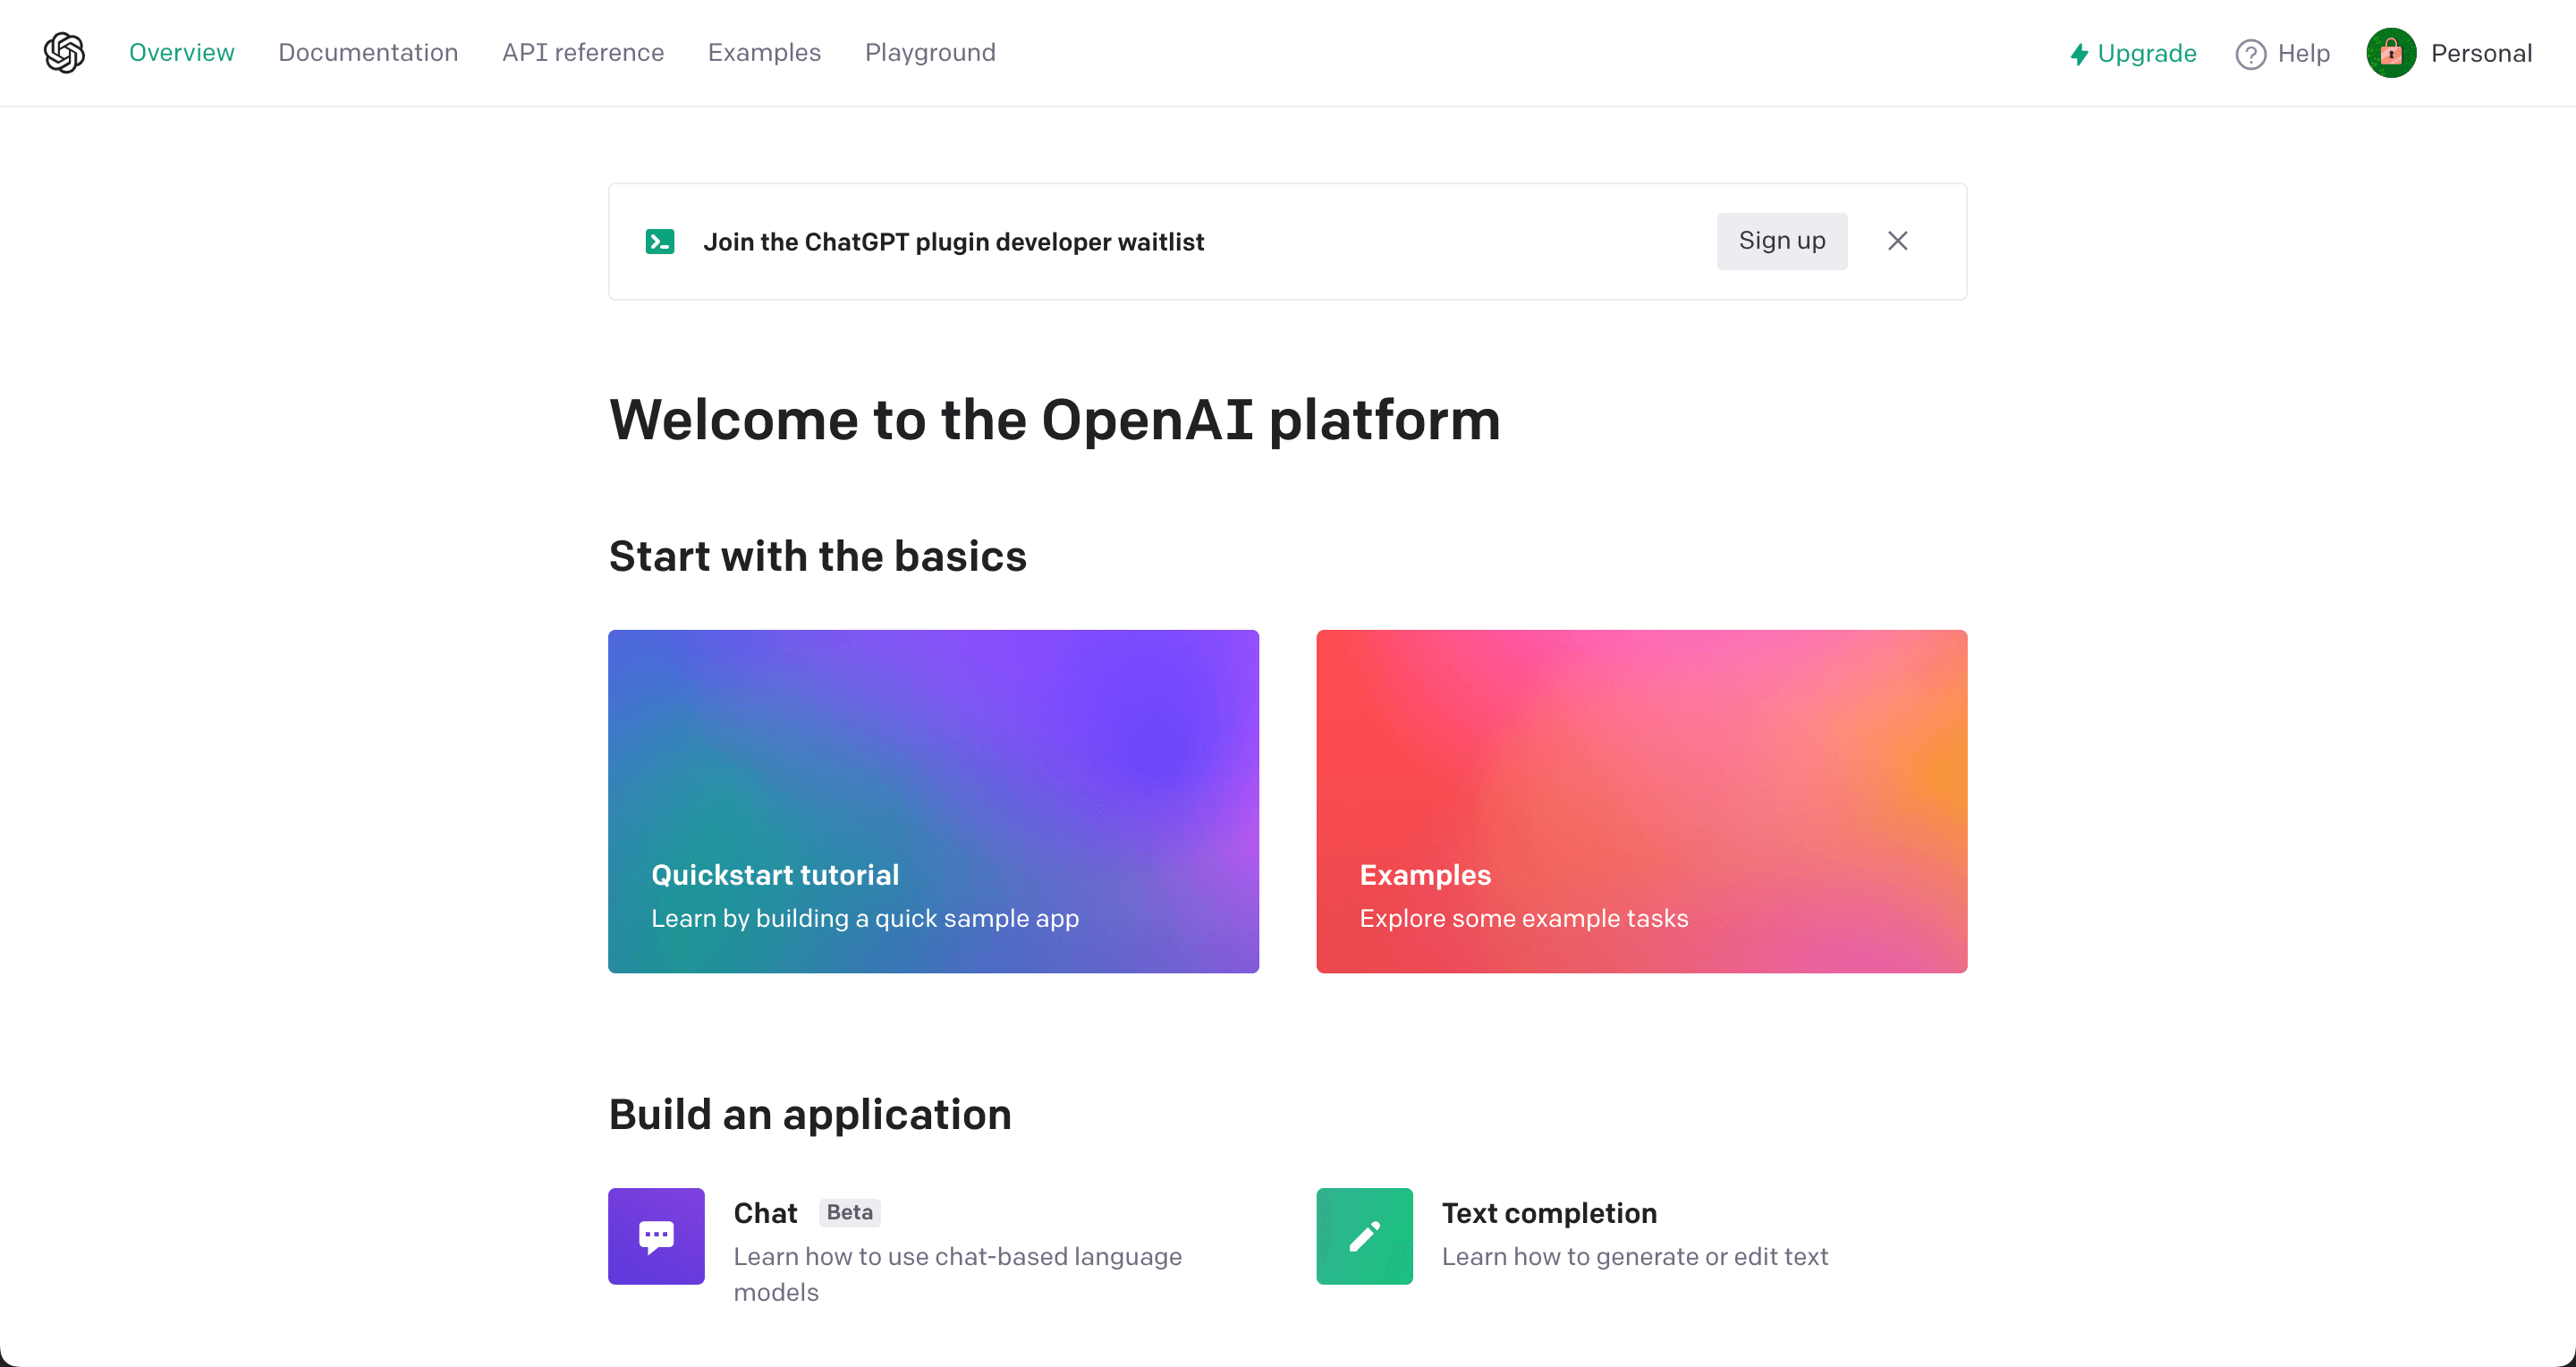 Overview Documentation API reference Examples Playground Upgrade Help Personal
Join the ChatGPT plugin developer waitlist Sign up
Welcome to the OpenAI platform
Start with the basics
Quickstart tutorial
Learn by building a quick sample app
Examples
Explore some example tasks
Build an application
Chat Beta
Learn how to use chat-based language
models
Text completion
Learn how to generate or edit text